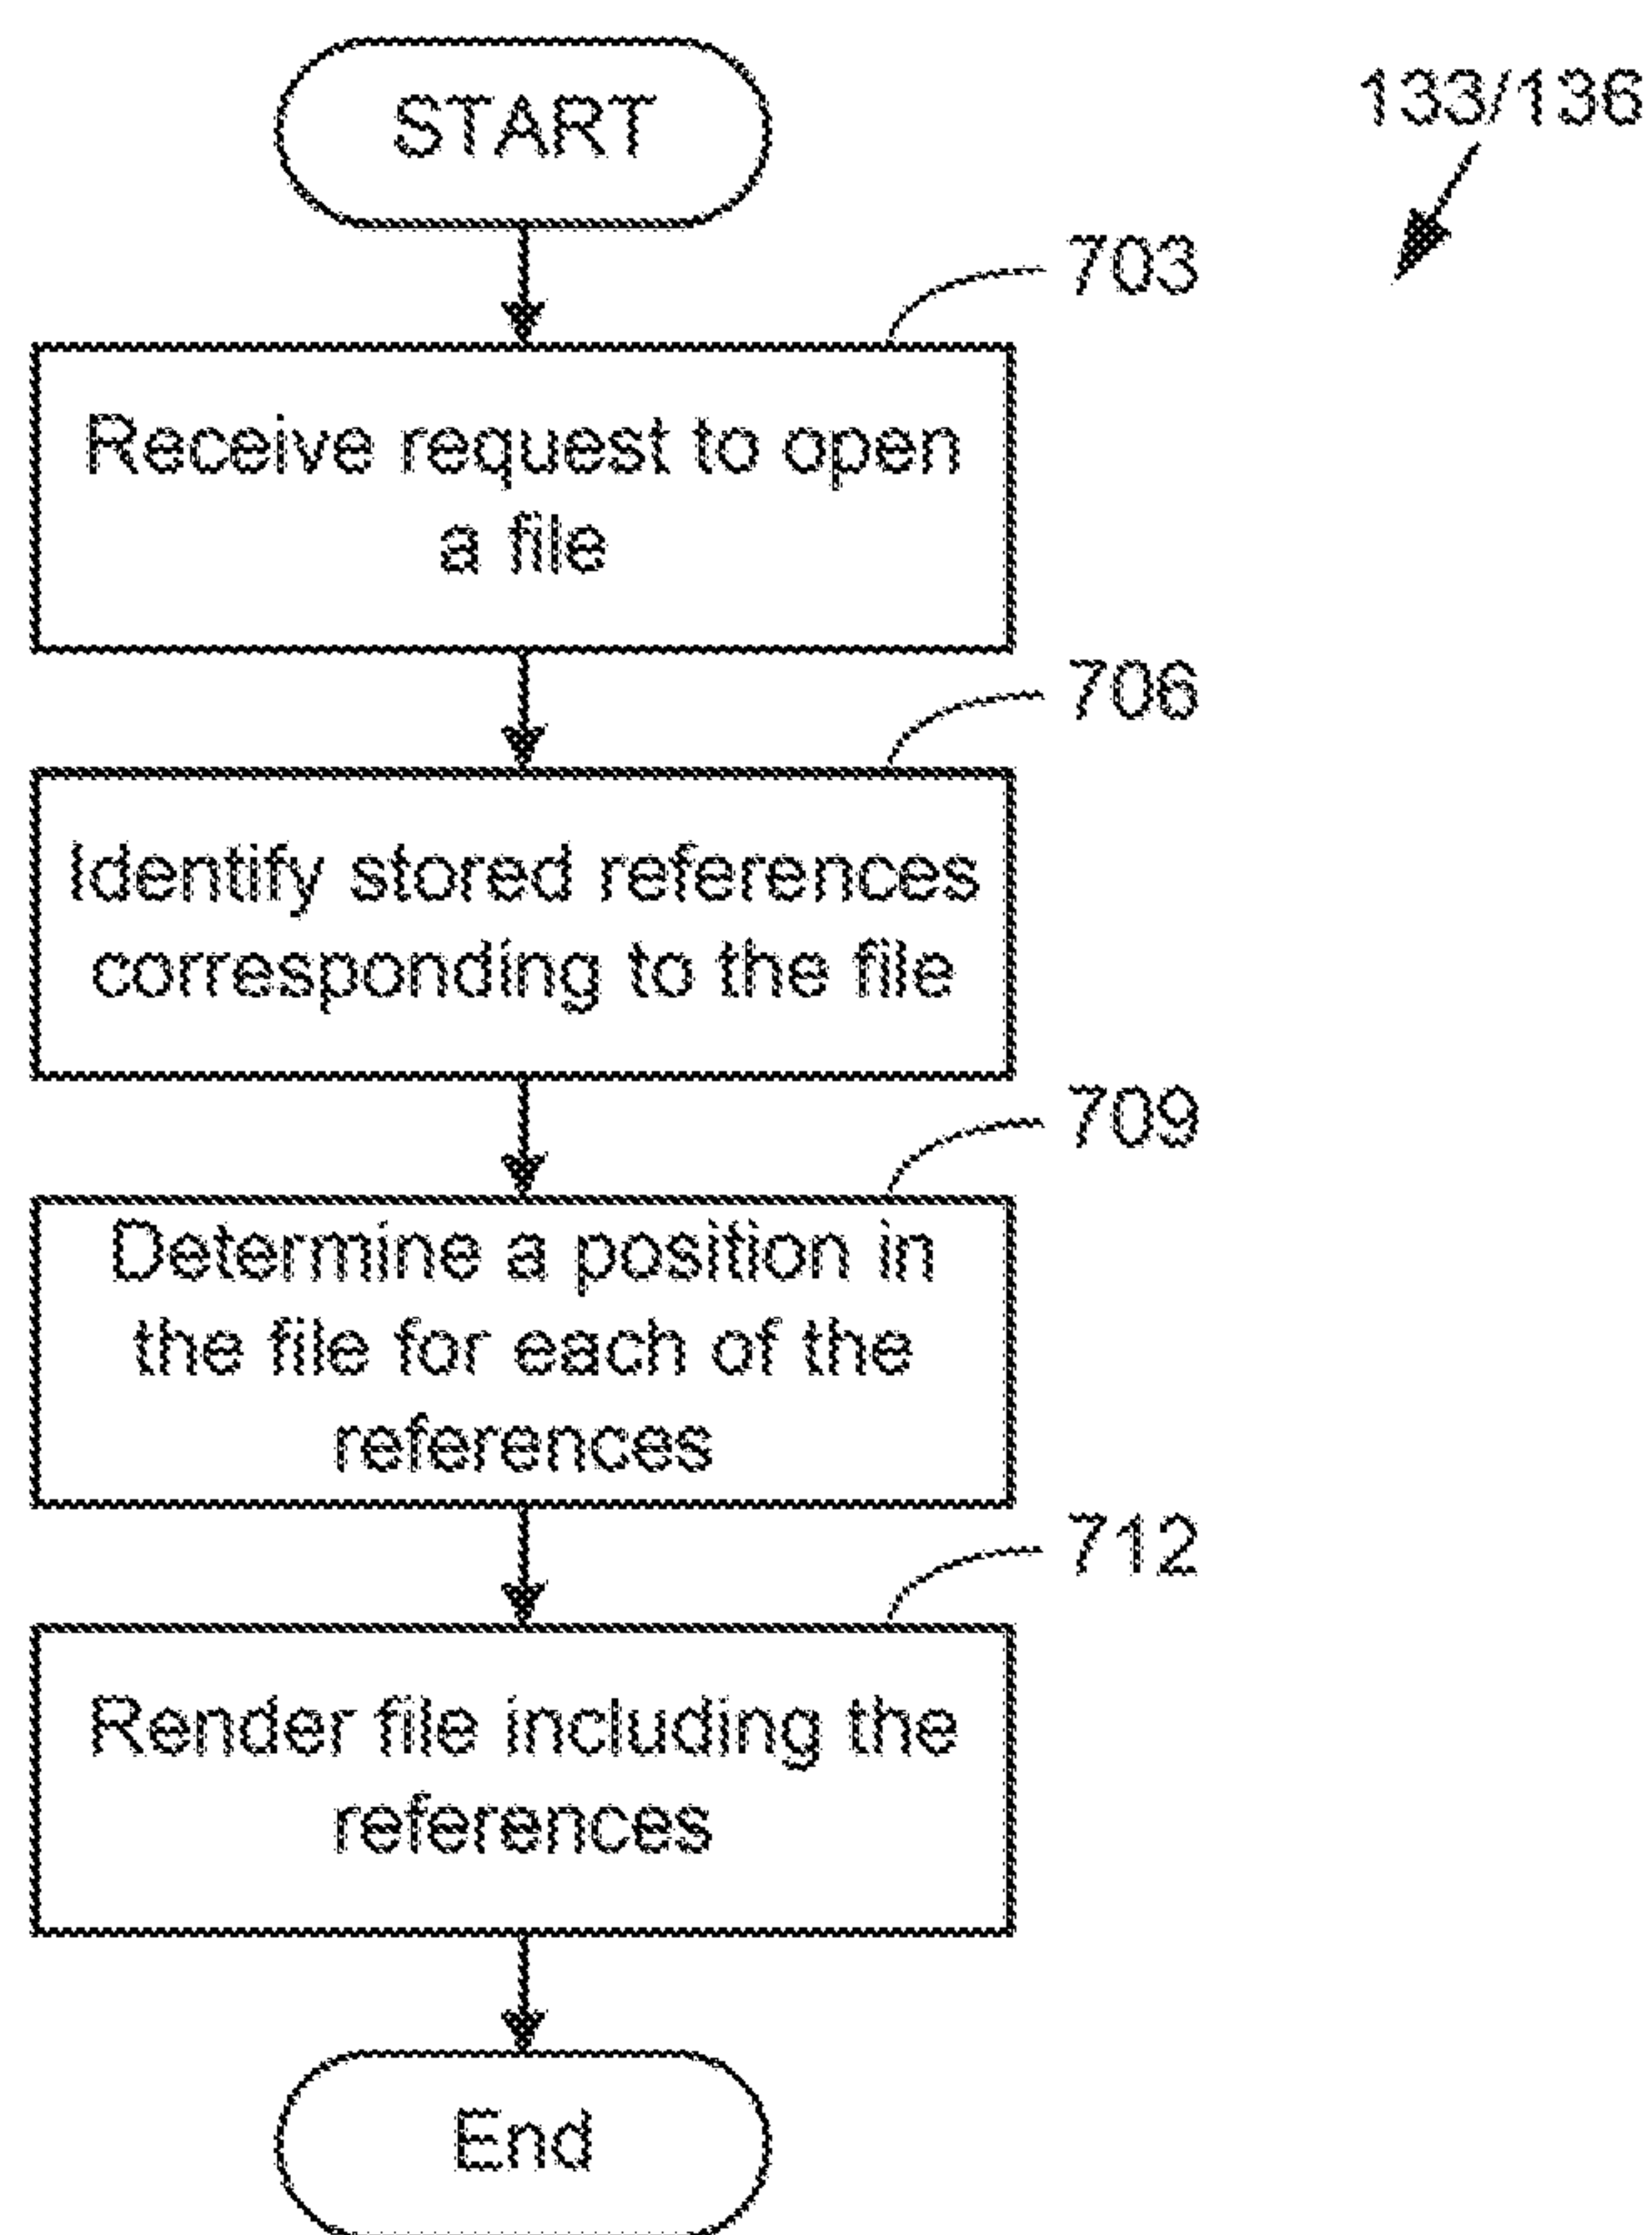 START
133/136
703
Receive request to open
a file
706
Identify stored references
corresponding to the file
709
Determine a position in
the file for each of the
references
712
Render file including the
references
End